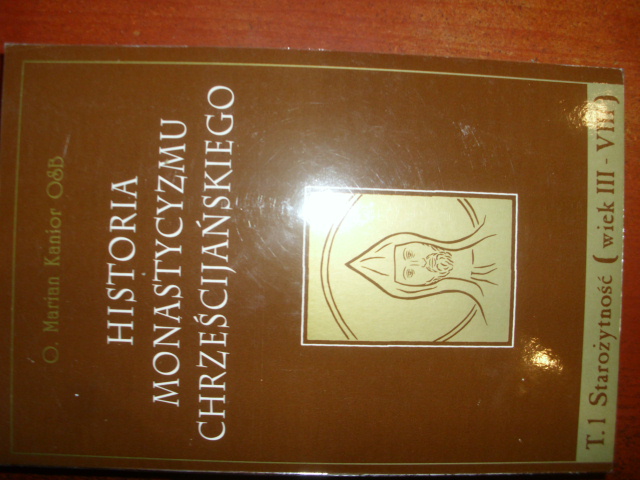 O. Marian Kanior OSB
HISTORIA
MONASTYCYZMU
CHRZEŚCIJAŃSKIEGO
T.1 Starożytność (wiek III - VIII)